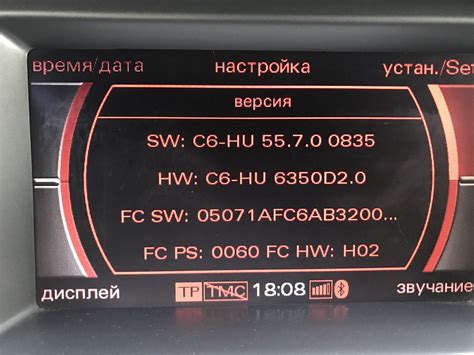 время/дата настройка устан./Set
версия
SW: C6-HU 55.7.0 0835
HW: C6-HU 6350D2.0
FC SW: 05071AFC6AB3200...
FC PS: 0060 FC HW: H02
дисплей TP TMC 18:08 звучание